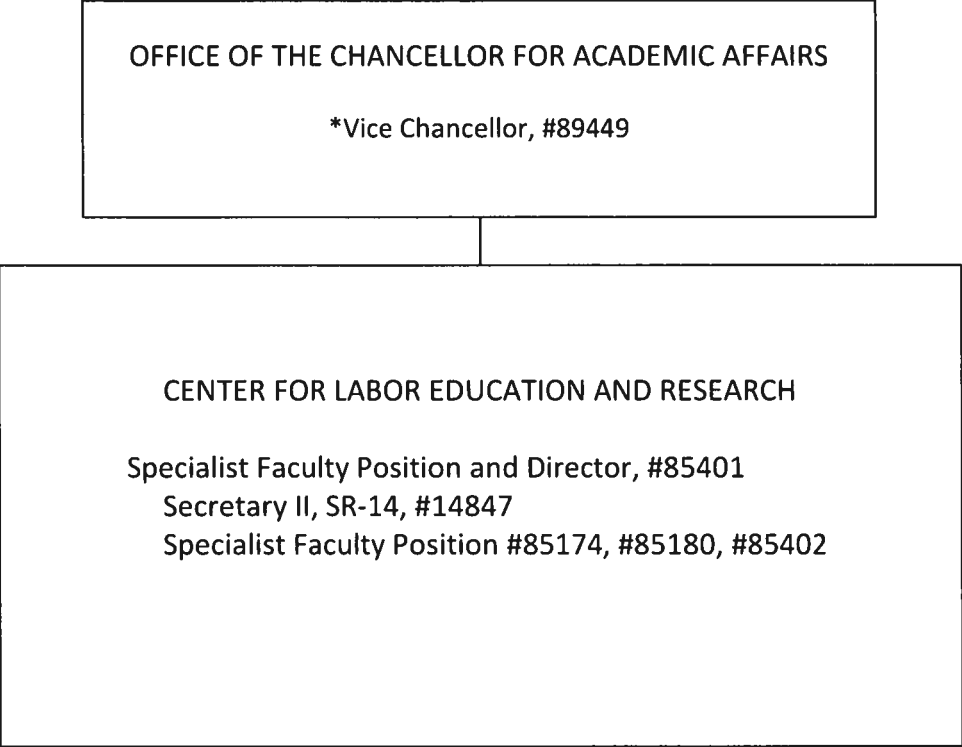 OFFICE OF THE CHANCELLOR FOR ACADEMIC AFFAIRS
*Vice Chancellor, #89449
CENTER FOR LABOR EDUCATION AND RESEARCH
Specialist Faculty Position and Director, #85401
Secretary II, SR-14, #14847
Specialist Faculty Position #85174, #85180, #85402